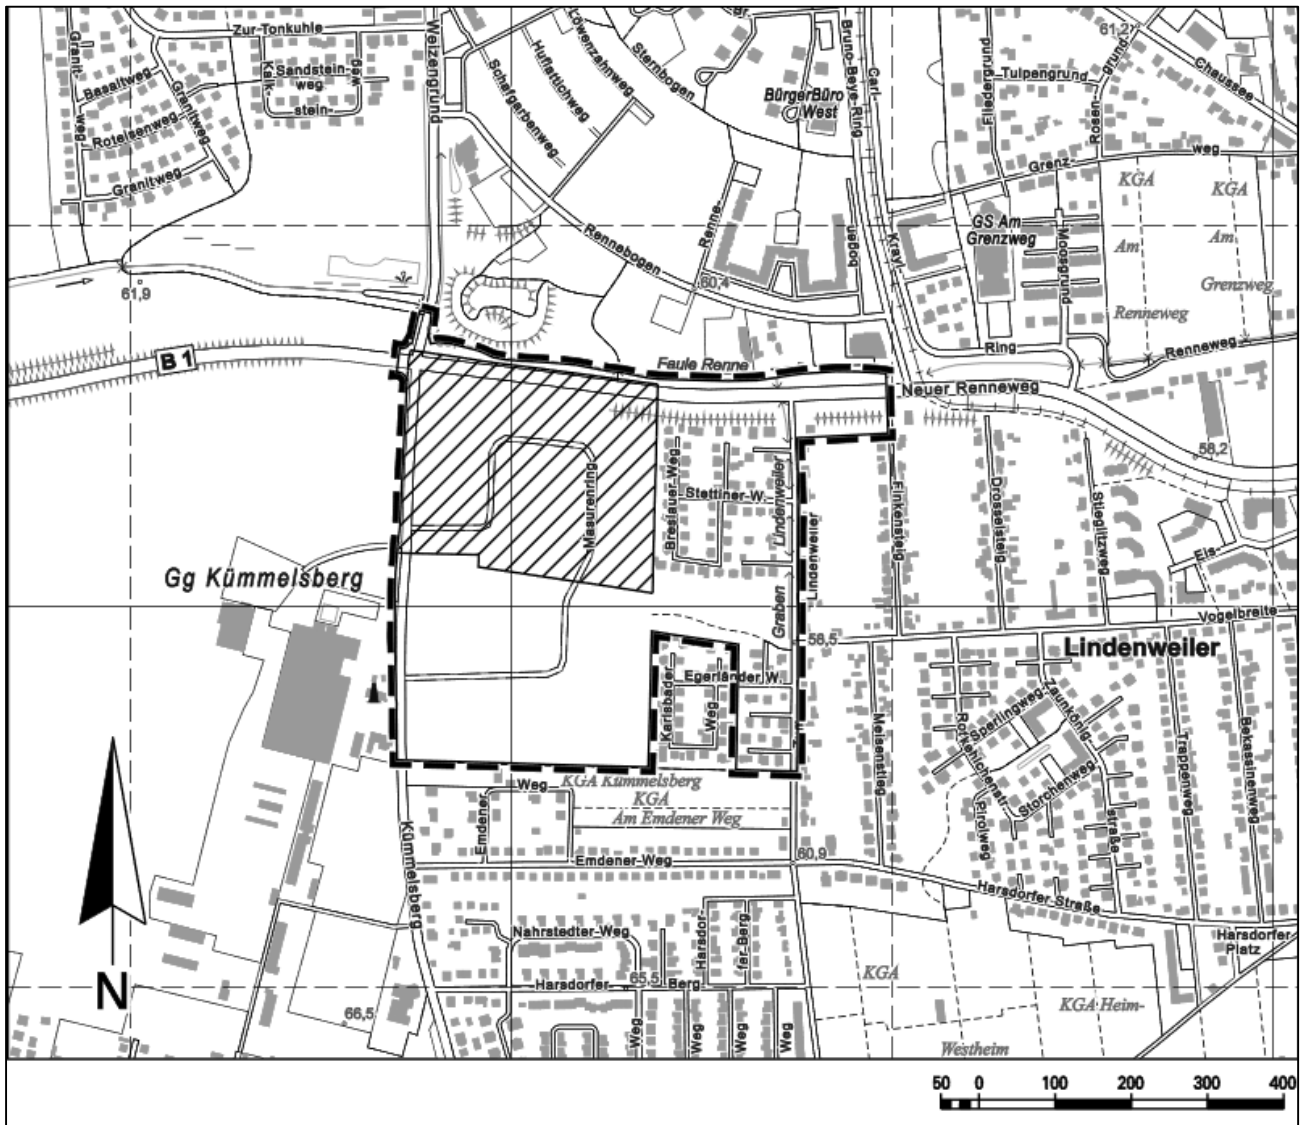 Zur-Tonkuhle
Granit-
weg
Basaltweg
Granitweg
Roteisenweg
Granitweg
Kalk-
Sandstein-
weg
weg
stein-
Weizengrund
Löwenzahnweg
Huflattichweg
Schafgarbenweg
Sternbogen
Br
BürgerBüro
West
Bruno-Beye-Ring
Carl-
Krayl-
Ring
61,2
Chaussee
Fliedergrund
Tulpengrund
Rosen-
grund
Grenz-
weg
KGA
Am
Renneweg
KGA
Am
Grenzweg
GS Am
Grenzweg
Moosgrund
Renneweg
Renne-
bogen
Rennebogen
60,4
61,9
B 1
Faule Renne
Neuer Renneweg
58,2
Masurenring
Breslauer-Weg
Stettiner-W.
Lindenweiler
Graben
Lindenweiler
Finkensteig
Drosselsteig
Stieglitzweg
Eis-
Vogelbreite
58,5
Lindenweiler
Gg Kümmelsberg
Karlsbader
Egerländer W.
Weg
Meisenstieg
Rotkehlchenstr.
Sperlingweg
Zaunkönig-
straße
Storchenweg
Pirolweg
Trappenweg
Bekassinenweg
KGA Kümmelsberg
KGA
Am Emdener Weg
Weg
Emdener
Emdener-Weg
60,9
Kümmelsberg
Harsdorfer-Straße
Harsdorfer
Platz
Nahrstedter-Weg
Harsdor-
fer-Berg
Harsdorfer
65,5
Berg
Weg
Weg
Weg
Weg
66,5
KGA
KGA Heim-
Westheim
N
50 0 100 200 300 400